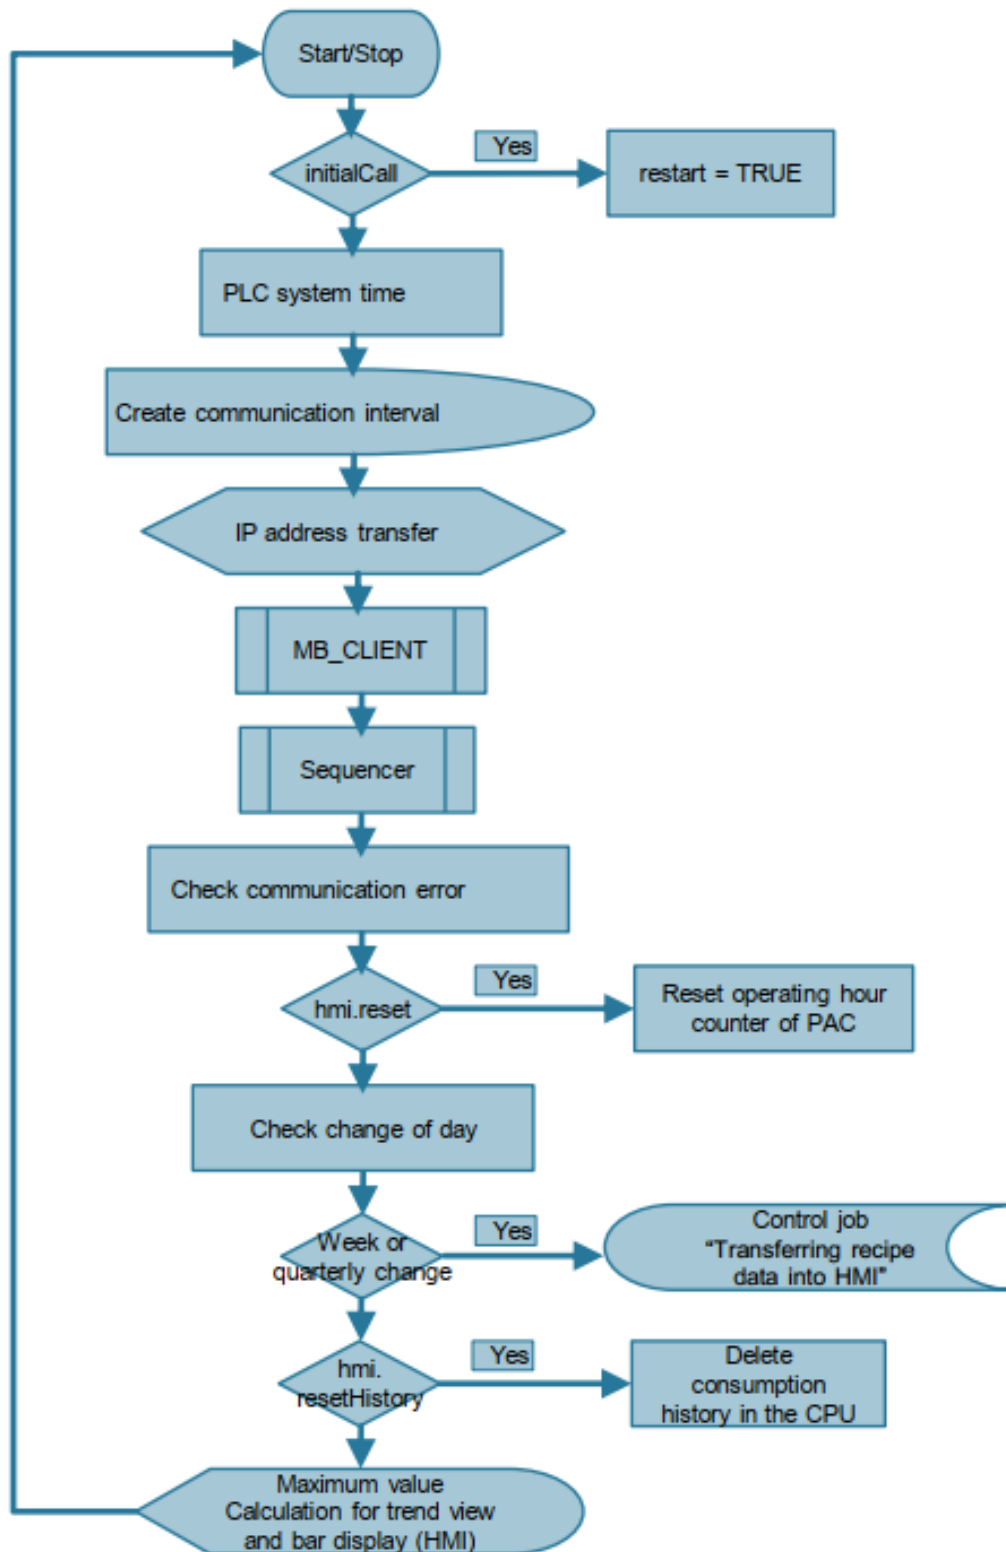 Start/Stop
initialCall
Yes
restart = TRUE
PLC system time
Create communication interval
IP address transfer
MB_CLIENT
Sequencer
Check communication error
hmi.reset
Yes
Reset operating hour
counter of PAC
Check change of day
Week or
quarterly change
Yes
Control job
“Transferring recipe
data into HMI”
hmi.
resetHistory
Yes
Delete
consumption
history in the CPU
Maximum value
Calculation for trend view
and bar display (HMI)